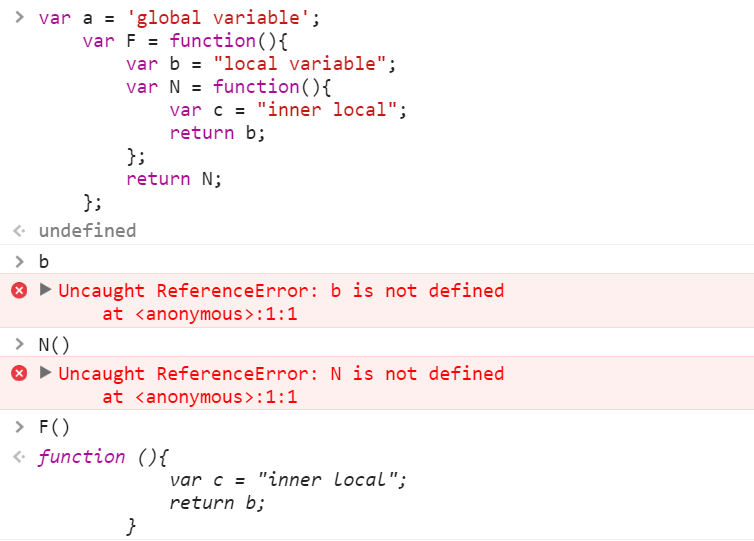 > var a = 'global variable';
var F = function(){
var b = "local variable";
var N = function(){
var c = "inner local";
return b;
};
return N;
};
undefined
> b
Uncaught ReferenceError: b is not defined
at <anonymous>:1:1
> N()
Uncaught ReferenceError: N is not defined
at <anonymous>:1:1
> F()
function (){
var c = "inner local";
return b;
}